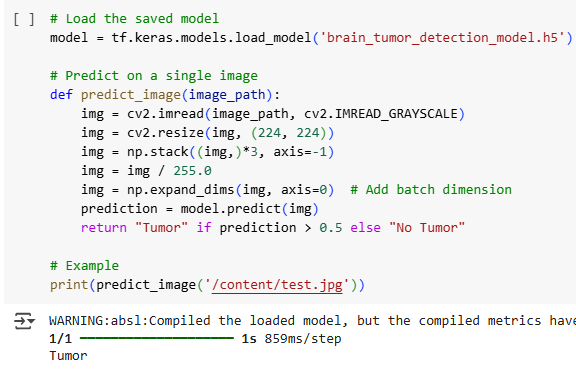 [ ] # Load the saved model
model = tf.keras.models.load_model('brain_tumor_detection_model.h5')
# Predict on a single image
def predict_image(image_path):
img = cv2.imread(image_path, cv2.IMREAD_GRAYSCALE)
img = cv2.resize(img, (224, 224))
img = np.stack((img,)*3, axis=-1)
img = img / 255.0
img = np.expand_dims(img, axis=0)  # Add batch dimension
prediction = model.predict(img)
return "Tumor" if prediction > 0.5 else "No Tumor"
# Example
print(predict_image('/content/test.jpg'))
WARNING:absl:Compiled the loaded model, but the compiled metrics have
1/1 1s 859ms/step
Tumor